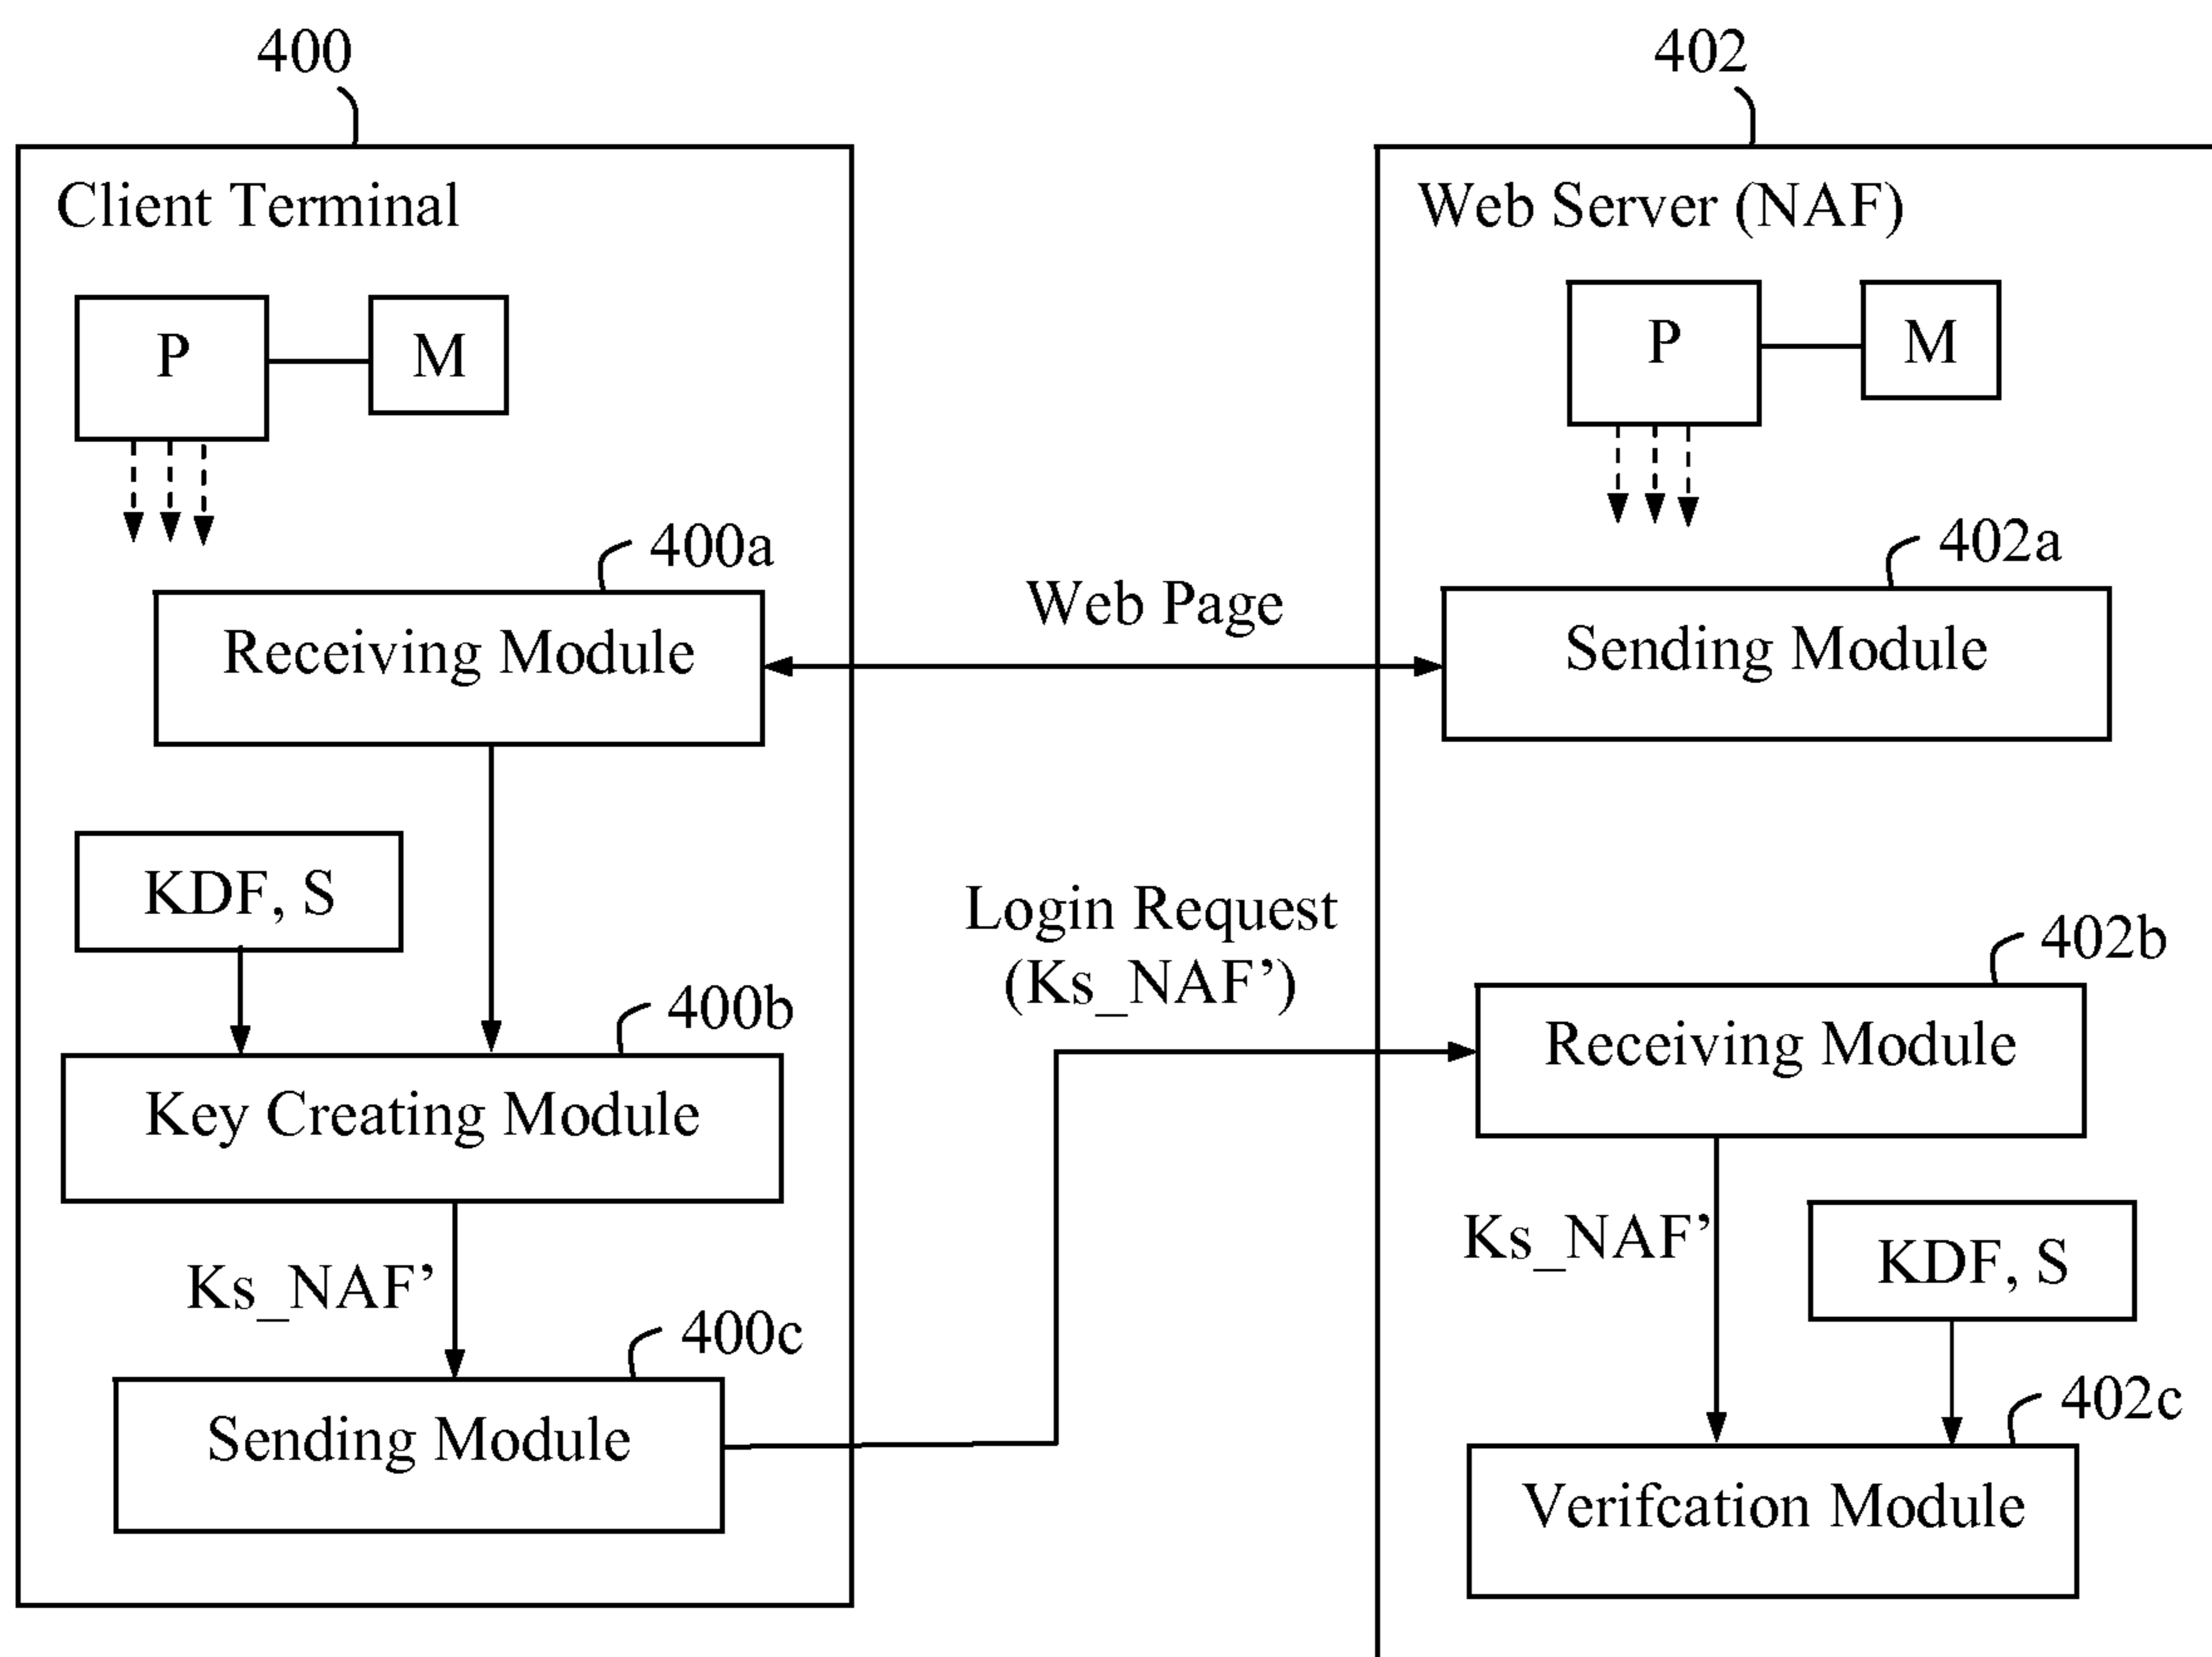 400
402
Client Terminal
Web Server (NAF)
P
M
P
M
400a
402a
Receiving Module
Web Page
Sending Module
KDF, S
Login Request
(Ks_NAF’)
400b
402b
Key Creating Module
Receiving Module
Ks_NAF’
Ks_NAF’
KDF, S
400c
402c
Sending Module
Verifcation Module